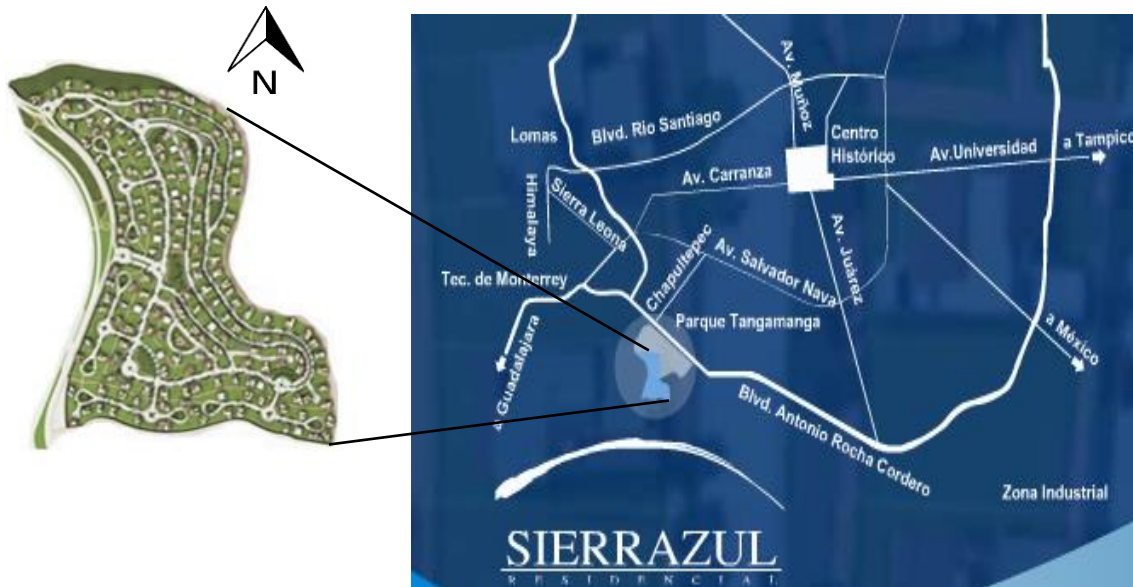 N
Av. Muñoz
Lomas
Blvd. Rio Santiago
Centro
Histórico
Av.Universidad
a Tampico
Av. Carranza
Himalaya
Sierra Leona
Chapultepec
Av. Salvador Nava
Av. Juárez
Tec. de Monterrey
Parque Tangamanga
a México
a Guadalajara
Blvd. Antonio Rocha Cordero
Zona Industrial
SIERRAZUL
RESIDENCIAL